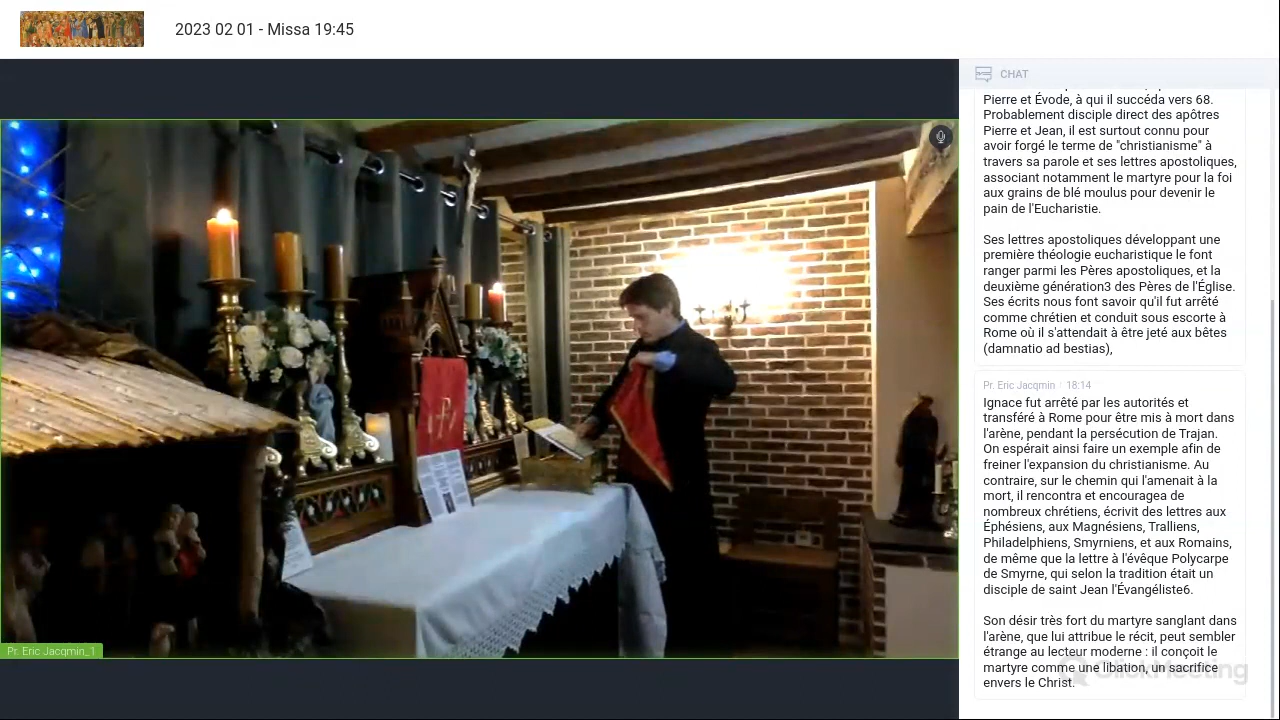 2023 02 01 - Missa 19:45
CHAT
Pierre et Évode, à qui il succéda vers 68.
Probablement disciple direct des apôtres
Pierre et Jean, il est surtout connu pour
avoir forgé le terme de "christianisme" à
travers sa parole et ses lettres apostoliques,
associant notamment le martyre pour la foi
aux grains de blé moulus pour devenir le
pain de l'Eucharistie.
Ses lettres apostoliques développant une
première théologie eucharistique le font
ranger parmi les Pères apostoliques, et la
deuxième génération3 des Pères de l'Église.
Ses écrits nous font savoir qu'il fut arrêté
comme chrétien et conduit sous escorte à
Rome où il s'attendait à être jeté aux bêtes
(damnatio ad bestias),
Pr. Eric Jacqmin / 18:14
Ignace fut arrêté par les autorités et
transféré à Rome pour être mis à mort dans
l'arène, pendant la persécution de Trajan.
On espérait ainsi faire un exemple afin de
freiner l'expansion du christianisme. Au
contraire, sur le chemin qui l'amenait à la
mort, il rencontra et encouragea de
nombreux chrétiens, écrivit des lettres aux
Éphésiens, aux Magnésiens, Tralliens,
Philadelphiens, Smyrniens, et aux Romains,
de même que la lettre à l'évêque Polycarpe
de Smyrne, qui selon la tradition était un
disciple de saint Jean l'Évangéliste6.
Son désir très fort du martyre sanglant dans
l'arène, que lui attribue le récit, peut sembler
étrange au lecteur moderne : il conçoit le
martyre comme une libation, un sacrifice
envers le Christ.
ClickMeeting
Pr. Eric Jacqmin_1